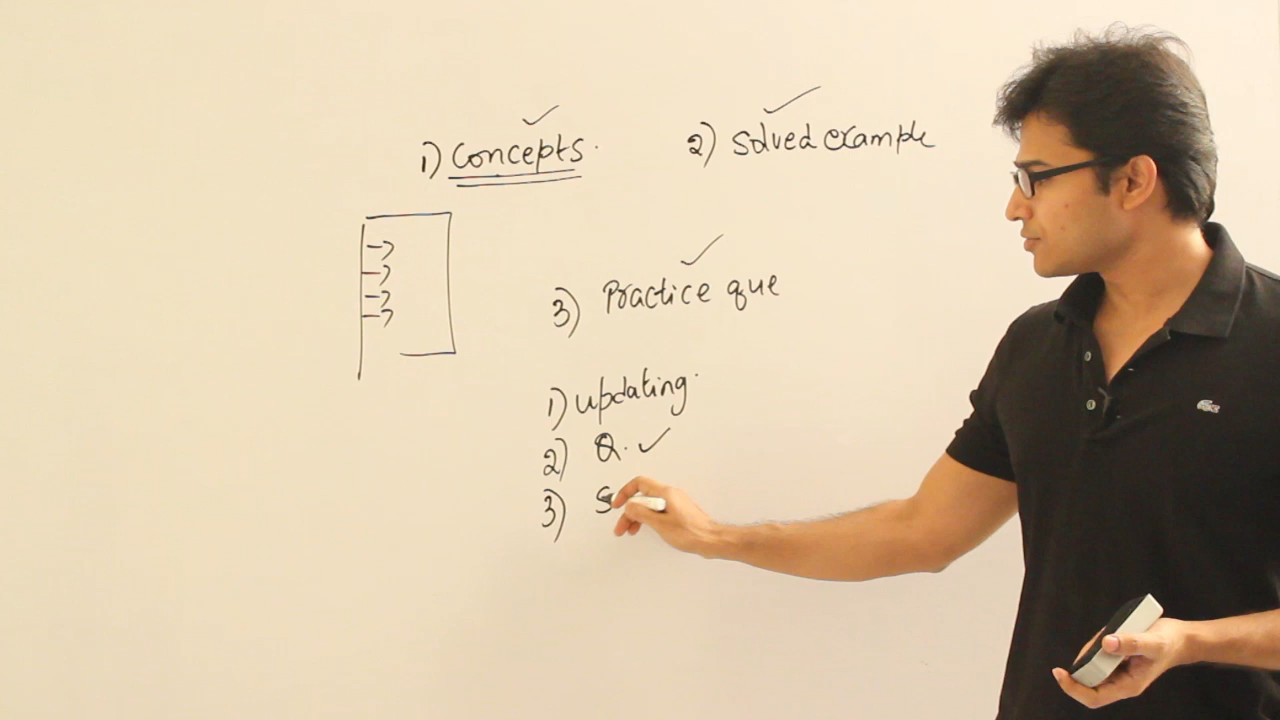 1) Concepts.
2) Solved example
3) Practice que
1) updating.
2) Q.
3) S